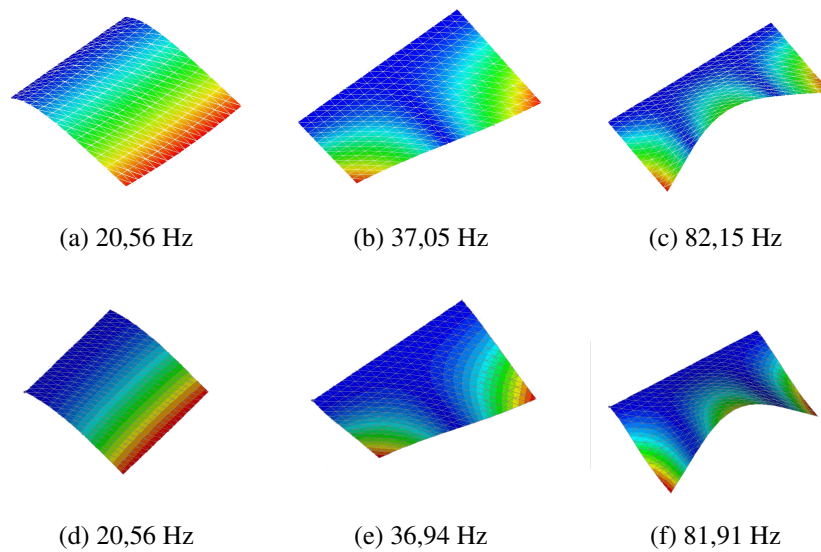 (a) 20,56 Hz
(b) 37,05 Hz
(c) 82,15 Hz
(d) 20,56 Hz
(e) 36,94 Hz
(f) 81,91 Hz